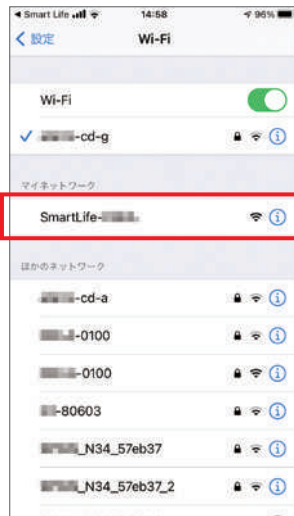 Smart Life
14:58
96%
設定
Wi-Fi
Wi-Fi
-cd-g
マイネットワーク
SmartLife-
ほかのネットワーク
-cd-a
-0100
-0100
-80603
_N34_57eb37
_N34_57eb37_2